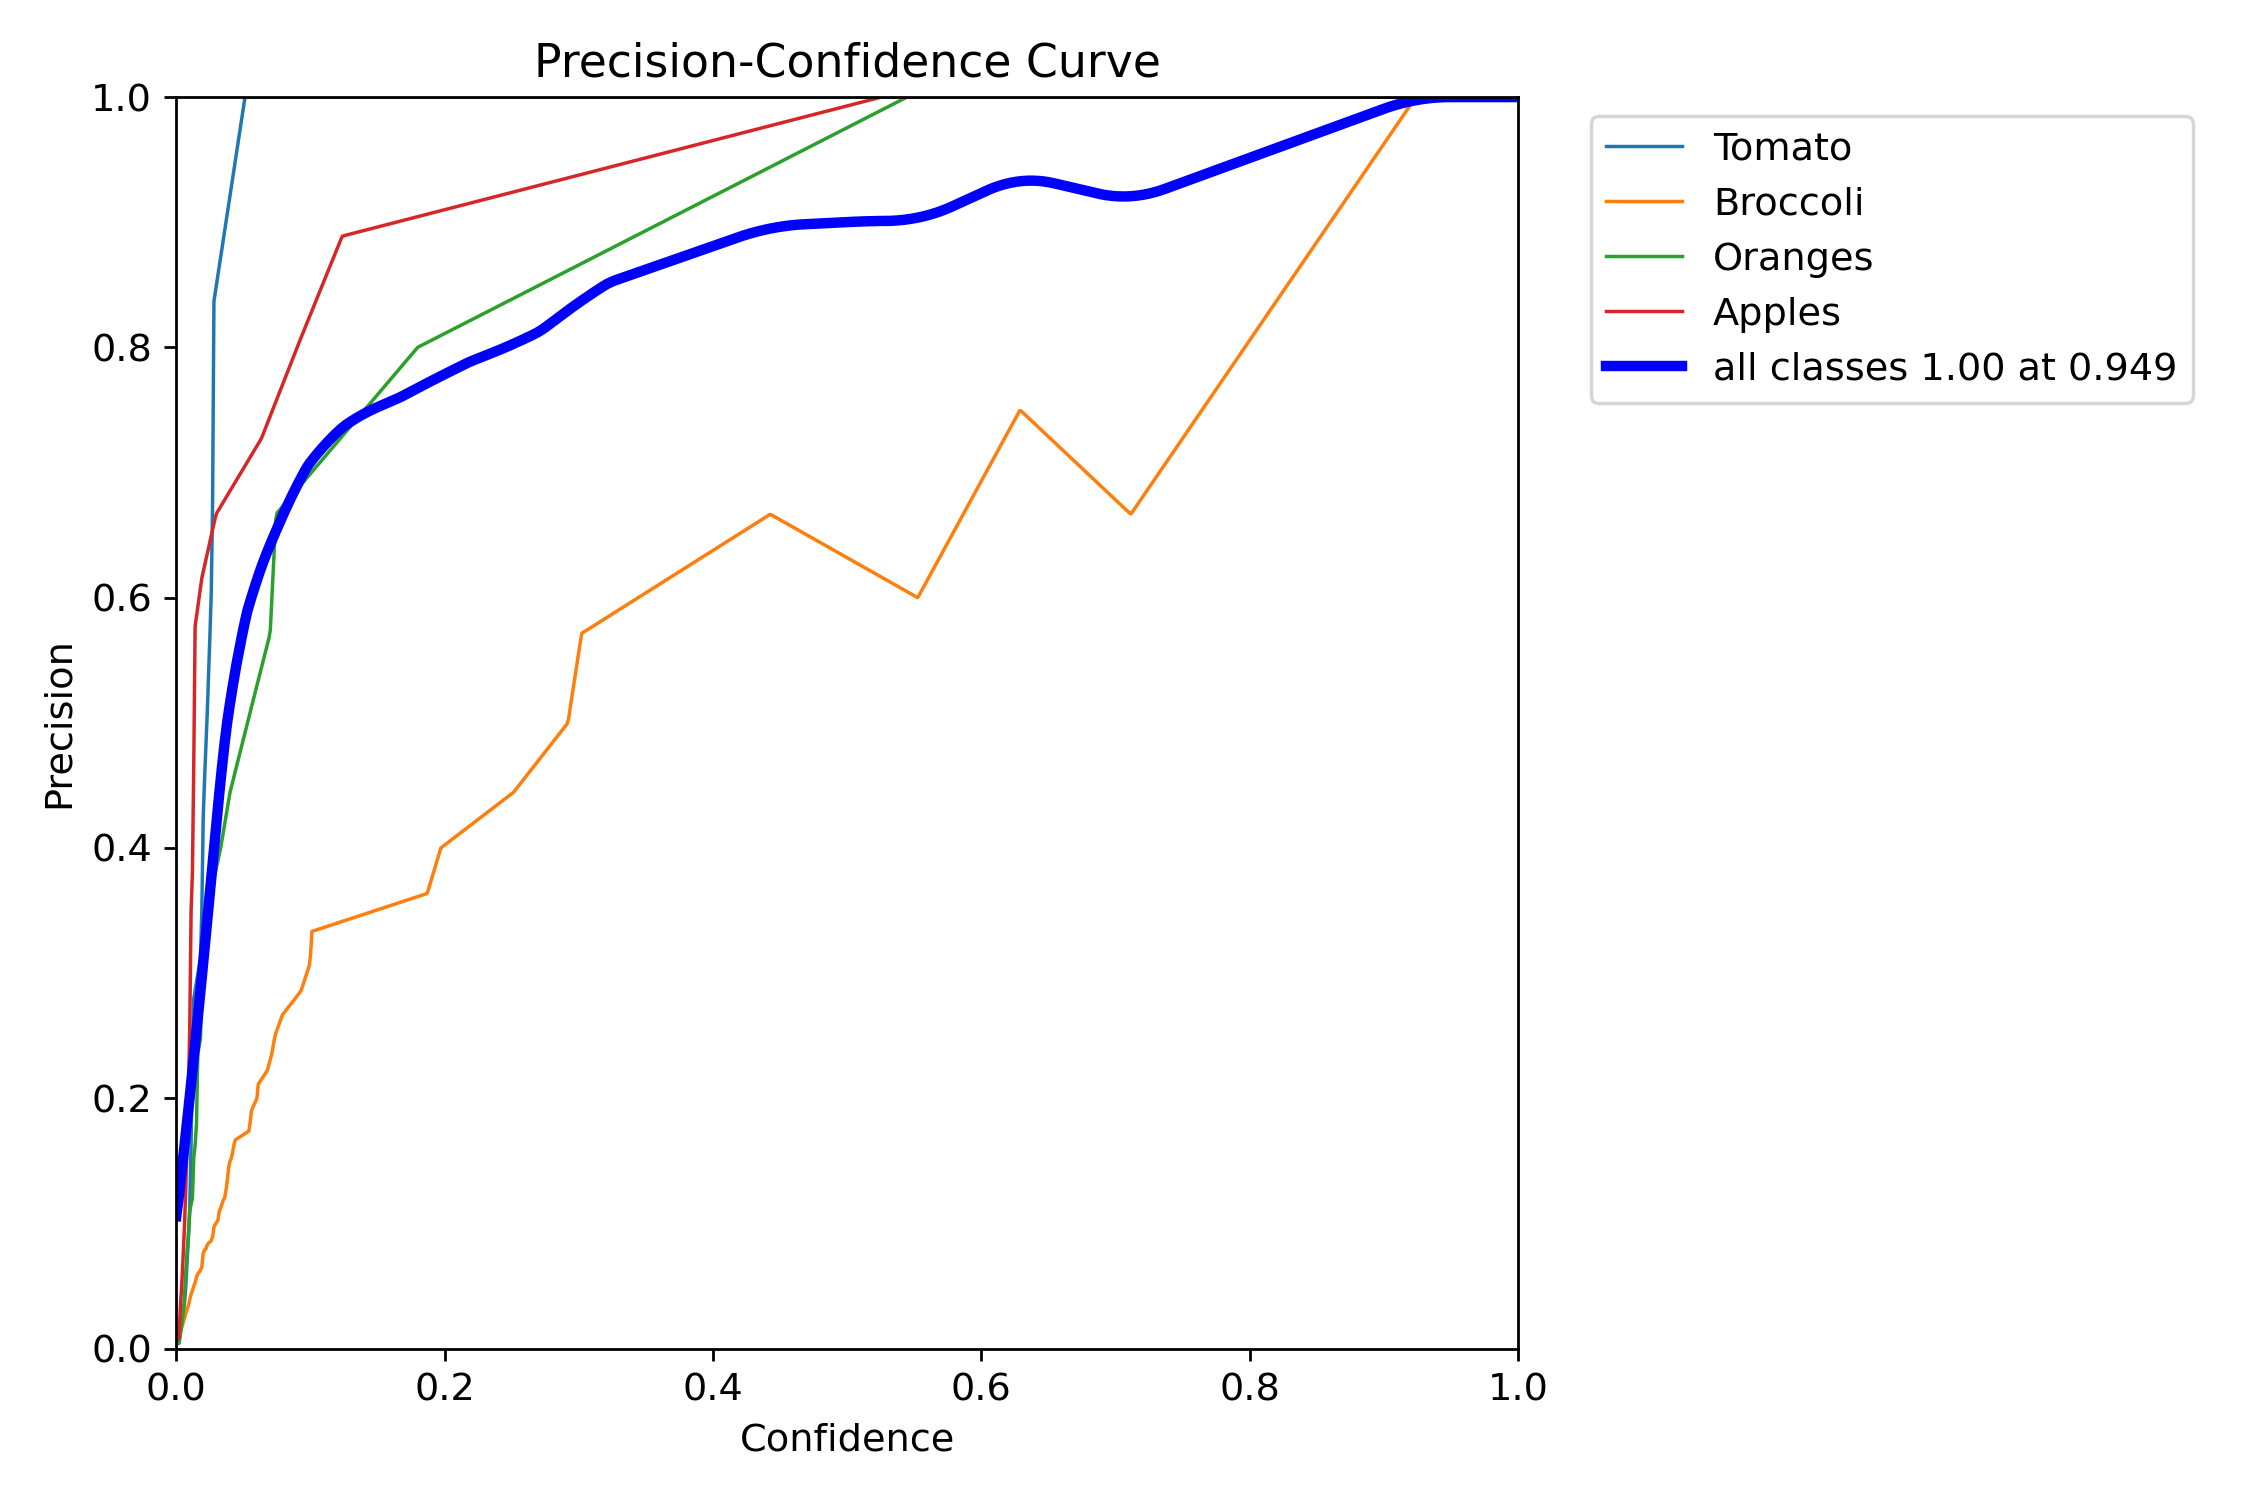 Precision-Confidence Curve
1.0
0.8
0.6
0.4
0.2
0.0
Precision
0.0 0.2 0.4 0.6 0.8 1.0
Confidence
Tomato
Broccoli
Oranges
Apples
all classes 1.00 at 0.949